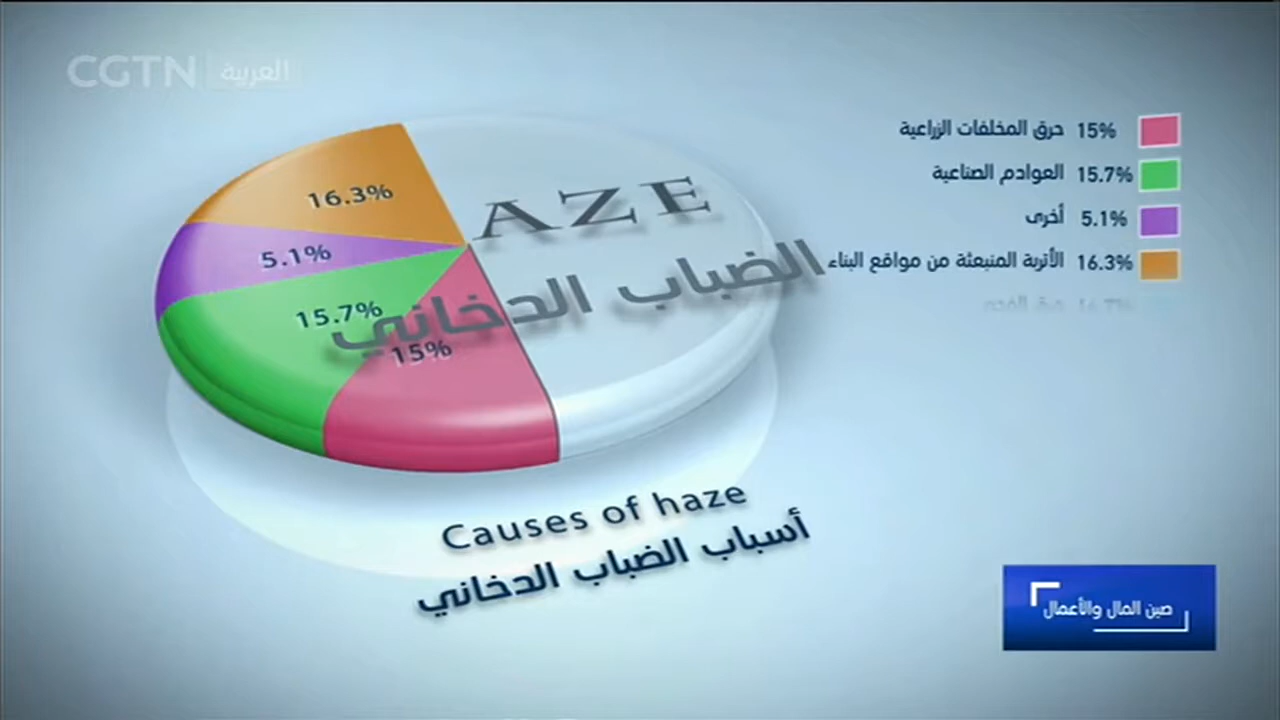 CGTN العربية
حرق المخلفات الزراعية 15%
العوادم الصناعية 15.7%
أخرى 5.1%
الأتربة المنبعثة من مواقع البناء 16.3%
16.7%
AZE
الضباب الدخاني
16.3%
5.1%
15.7%
15%
Causes of haze
أسباب الضباب الدخاني
صين المال والأعمال